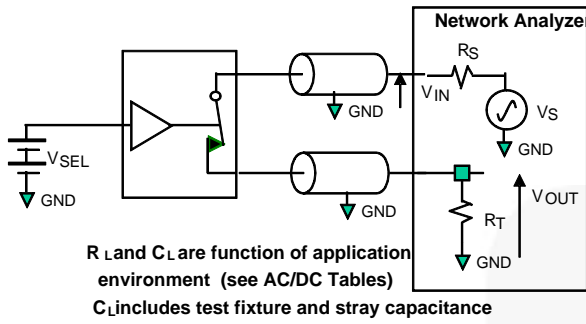 Network Analyzer
RS
GND
VIN
VS
GND
VSEL
GND
GND
VOUT
RT
GND
R L and C L are function of application
environment (see AC/DC Tables)
CL includes test fixture and stray capacitance